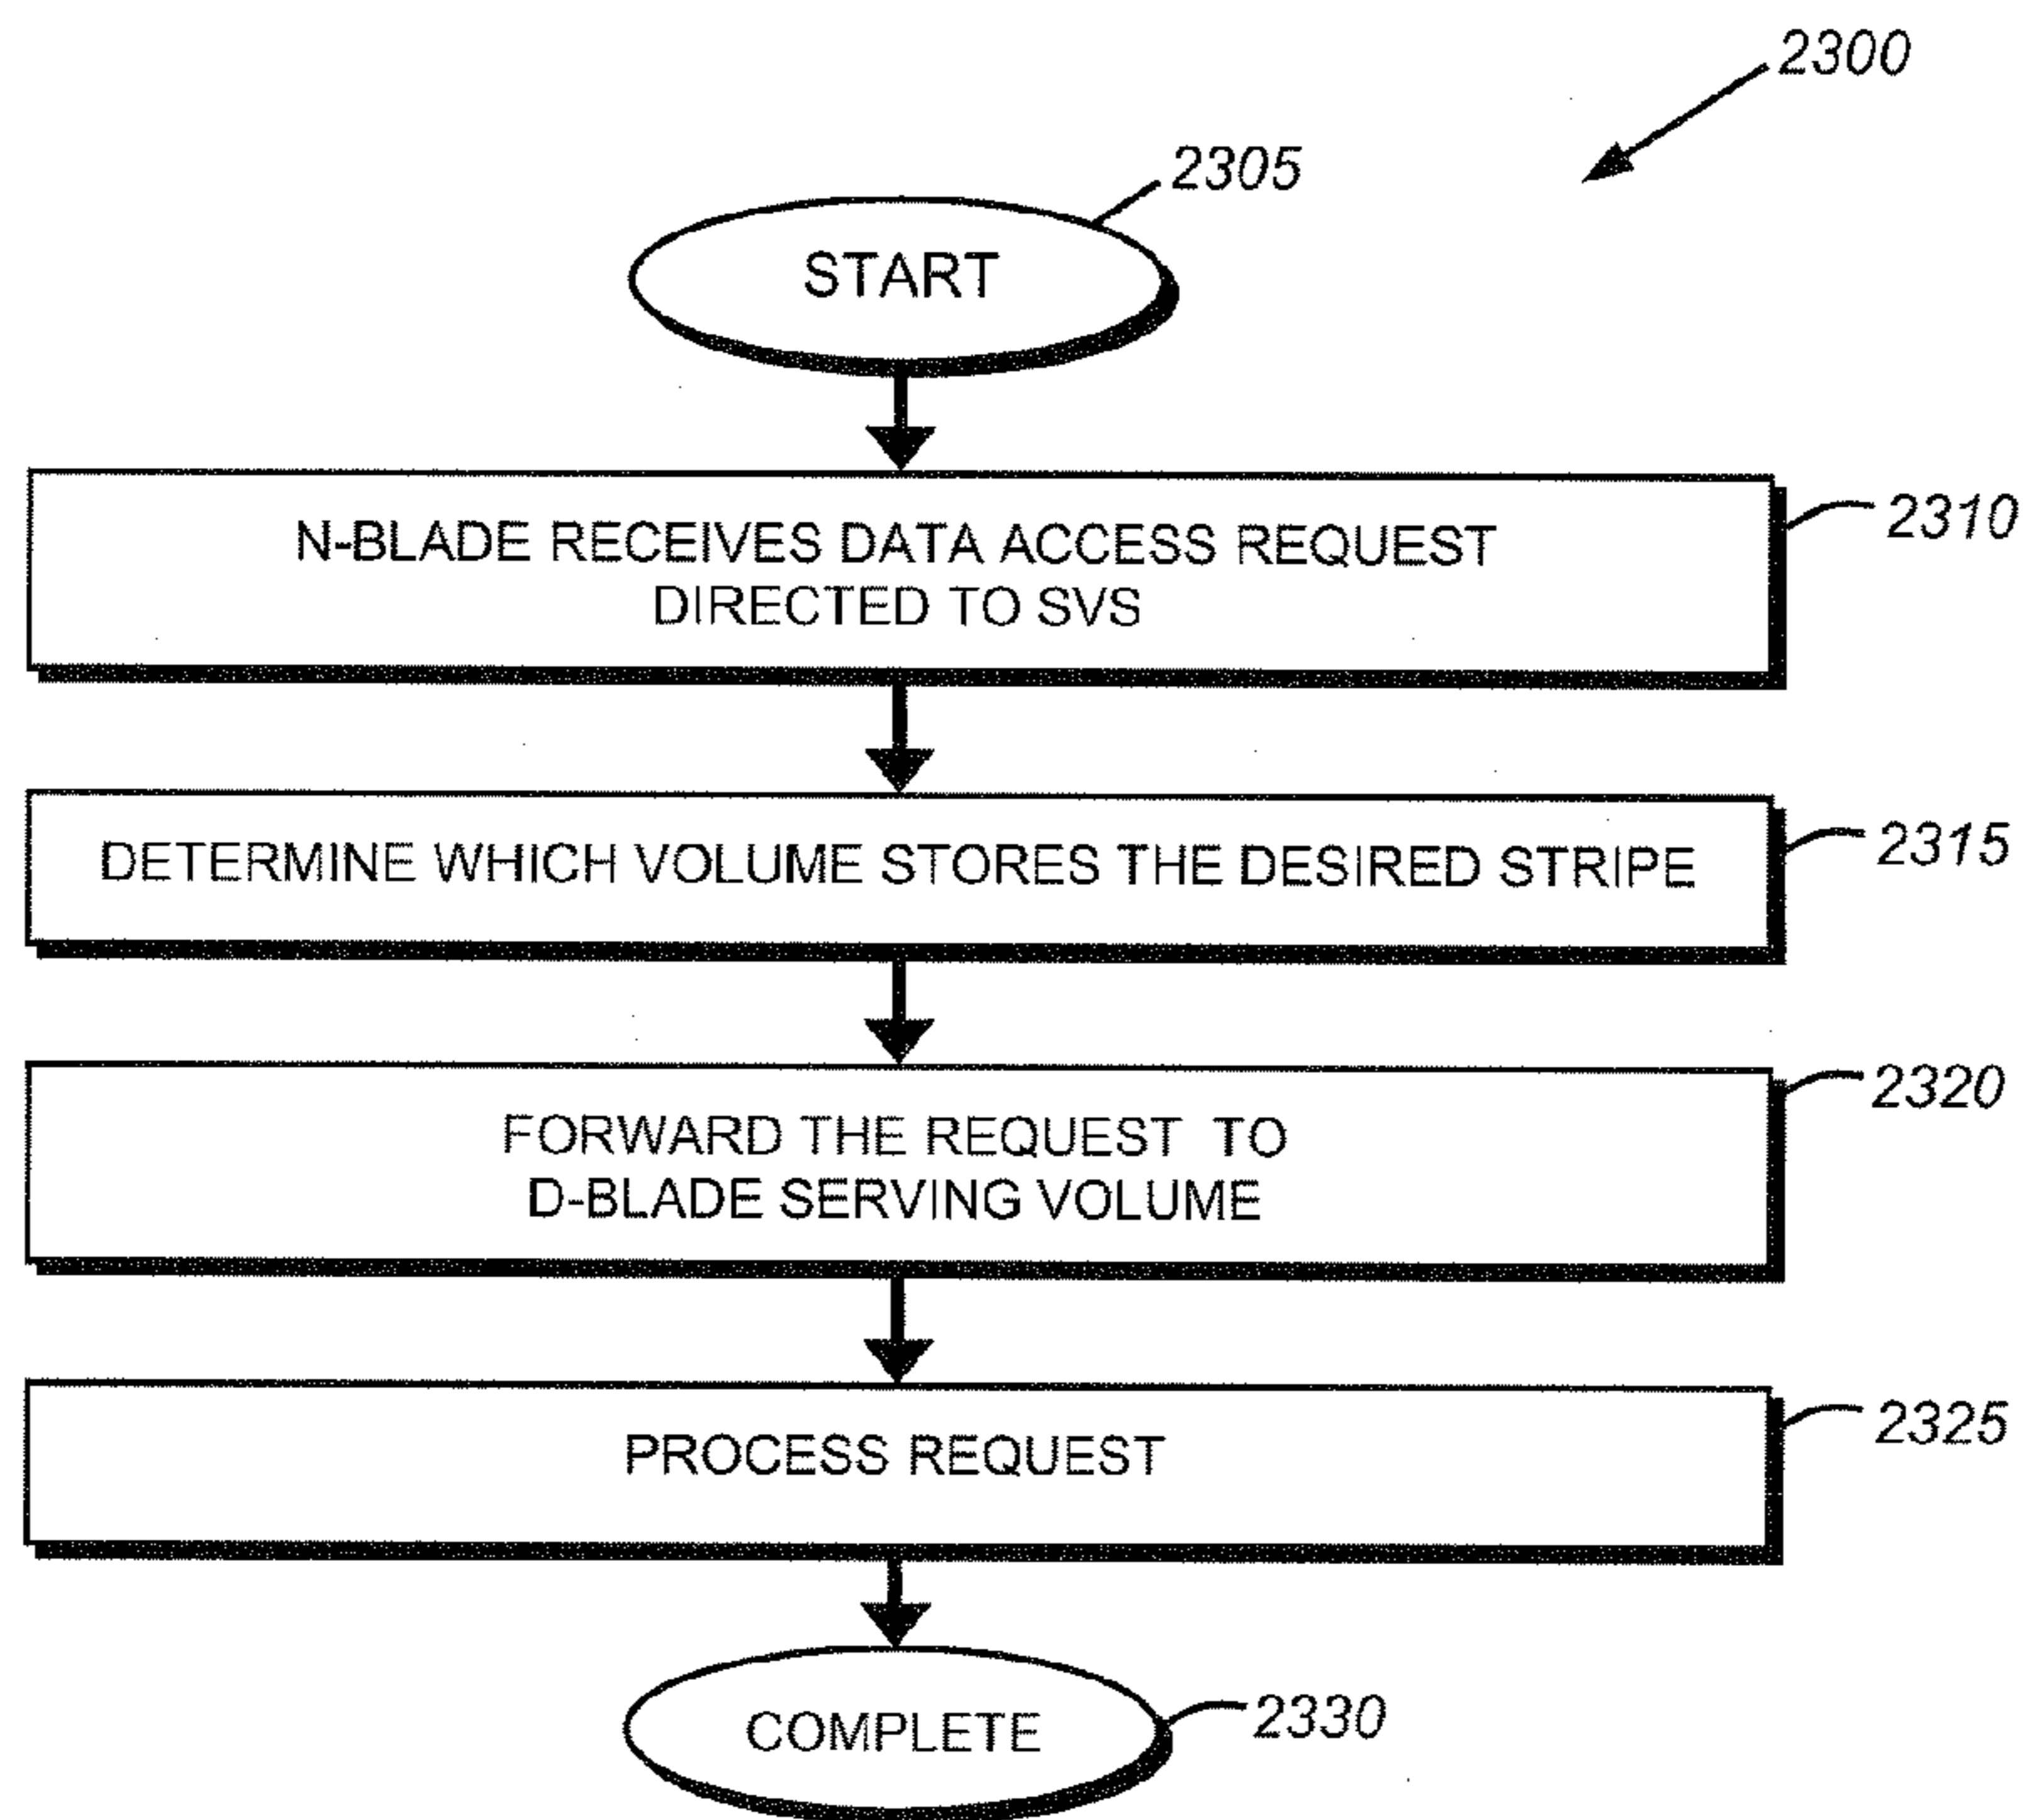 2300
2305
START
N-BLADE RECEIVES DATA ACCESS REQUEST
DIRECTED TO SVS
2310
DETERMINE WHICH VOLUME STORES THE DESIRED STRIPE
2315
FORWARD THE REQUEST TO
D-BLADE SERVING VOLUME
2320
PROCESS REQUEST
2325
COMPLETE
2330